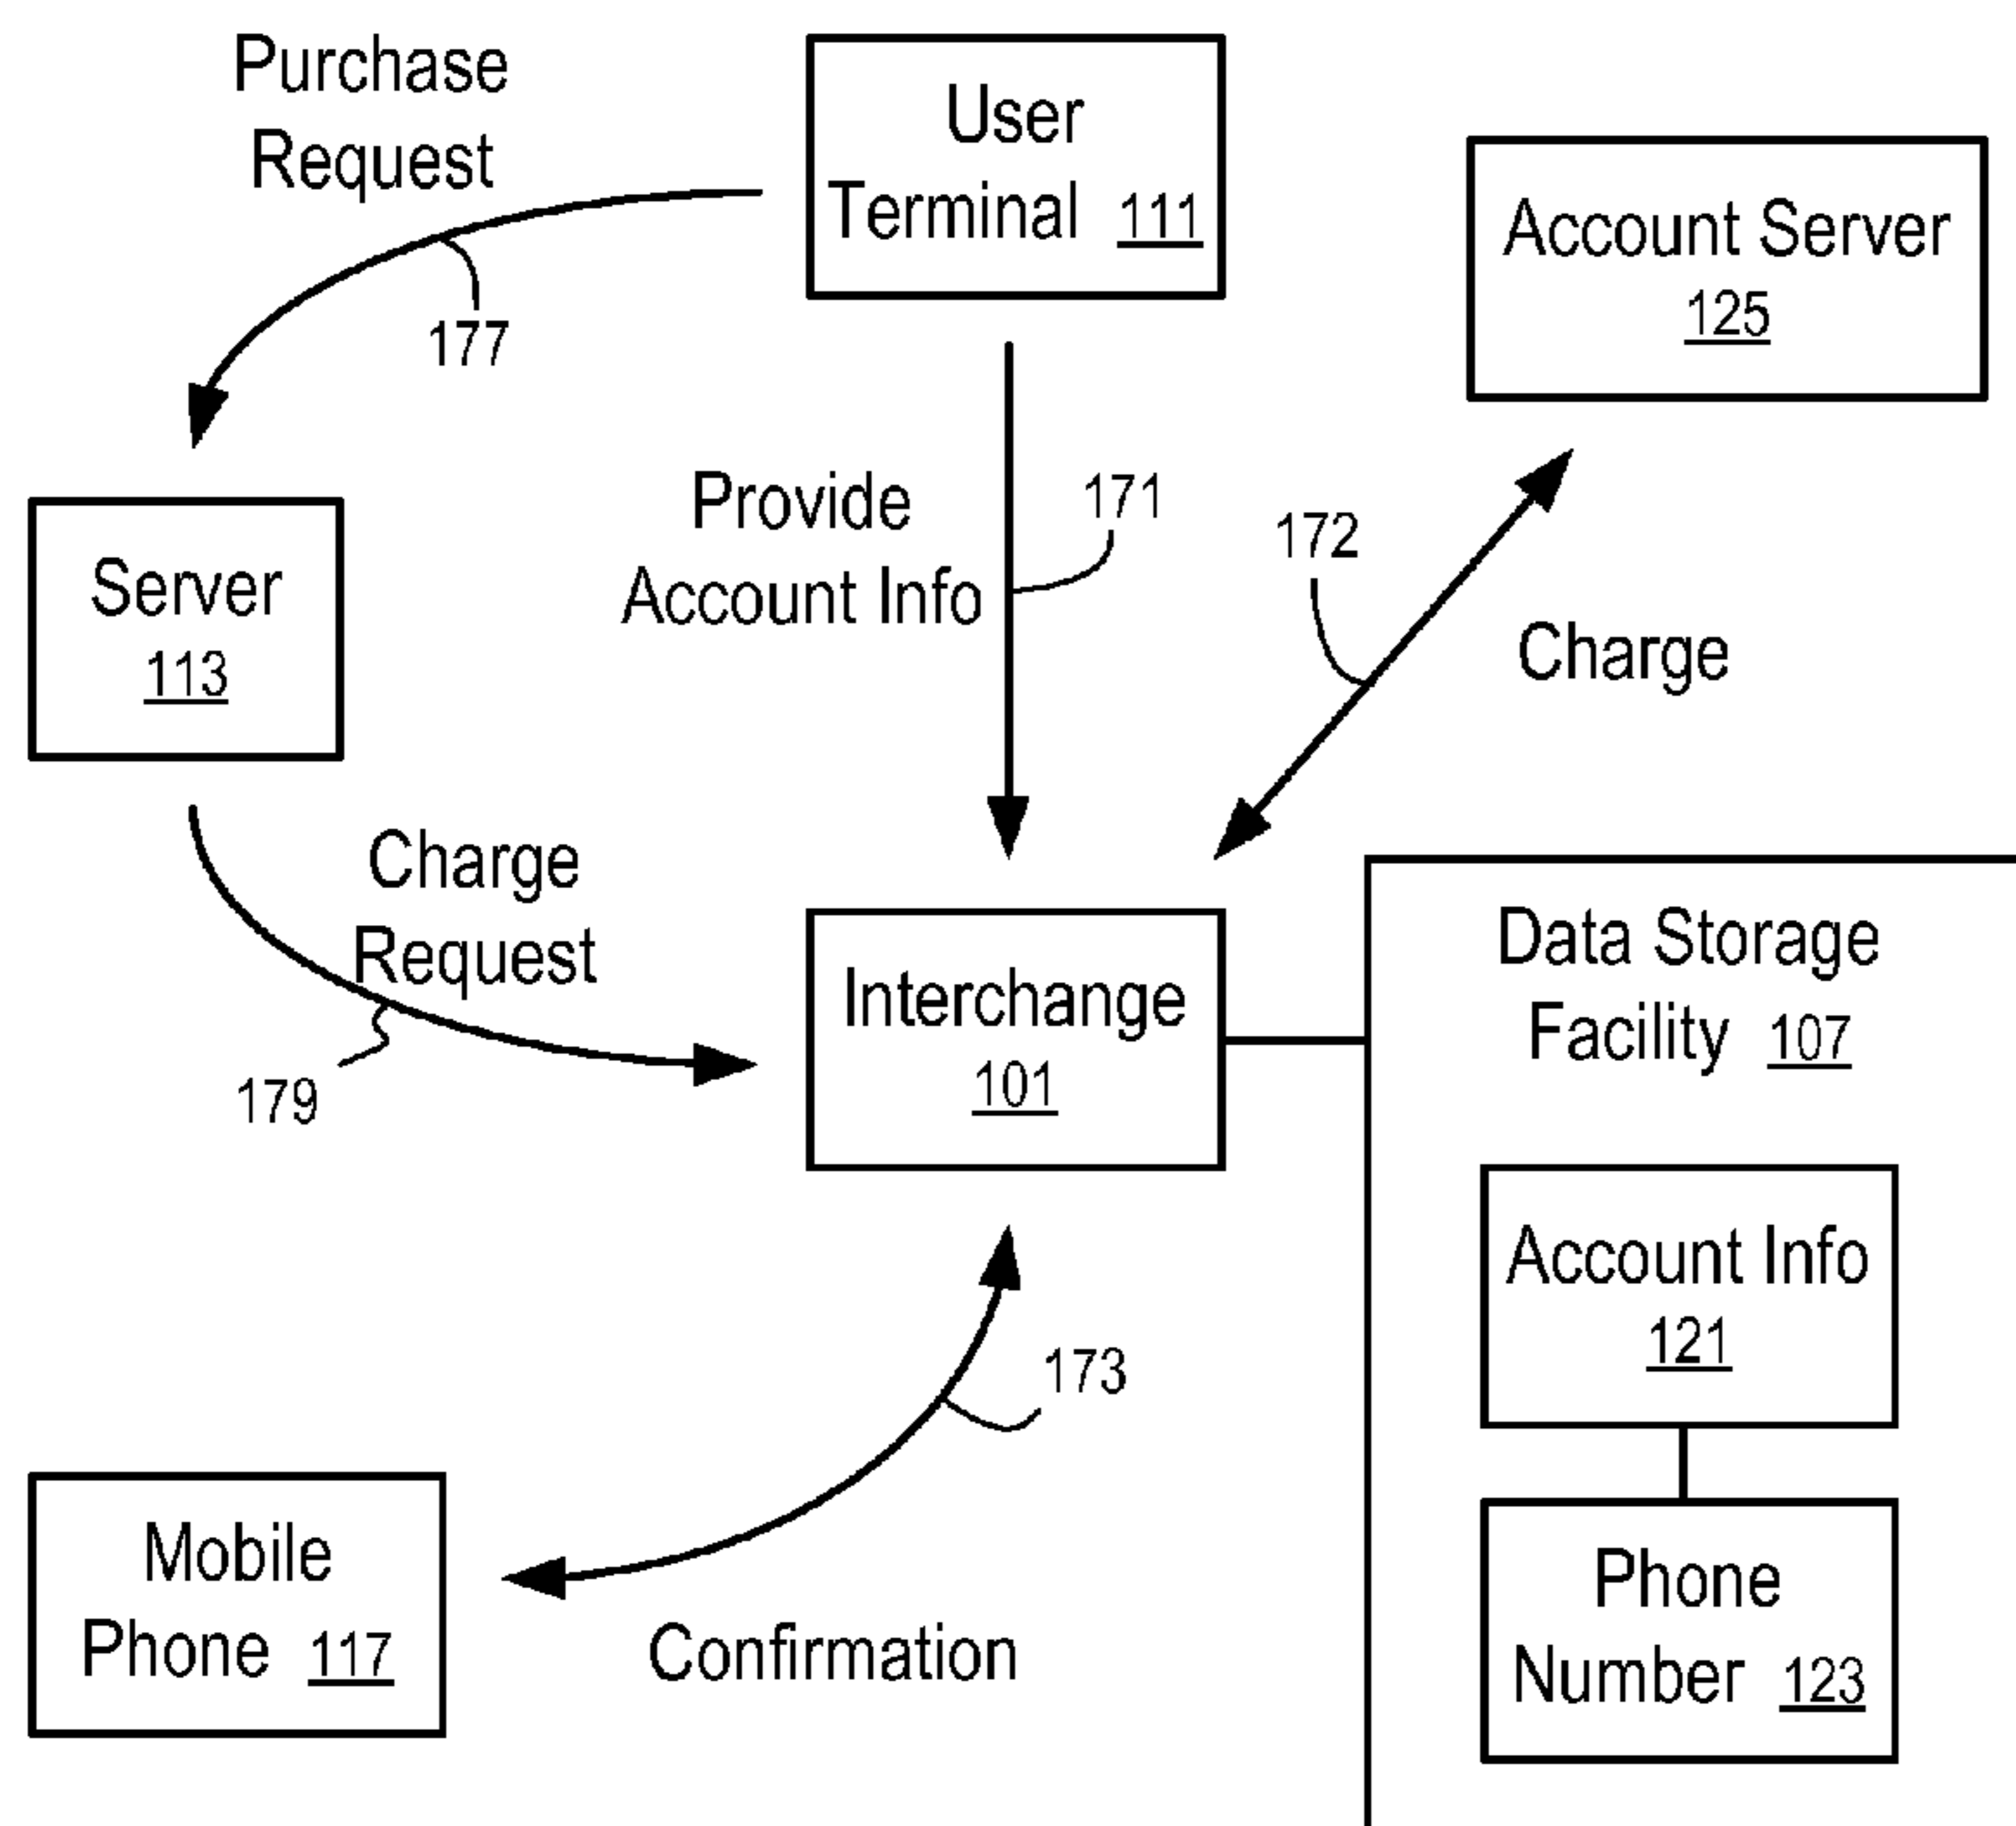 Purchase
Request
177
User
Terminal 111
Account Server
125
Server
113
Provide
Account Info
171
172
Charge
Charge
Request
179
Interchange
101
Data Storage
Facility 107
Account Info
121
173
Mobile
Phone 117
Confirmation
Phone
Number 123